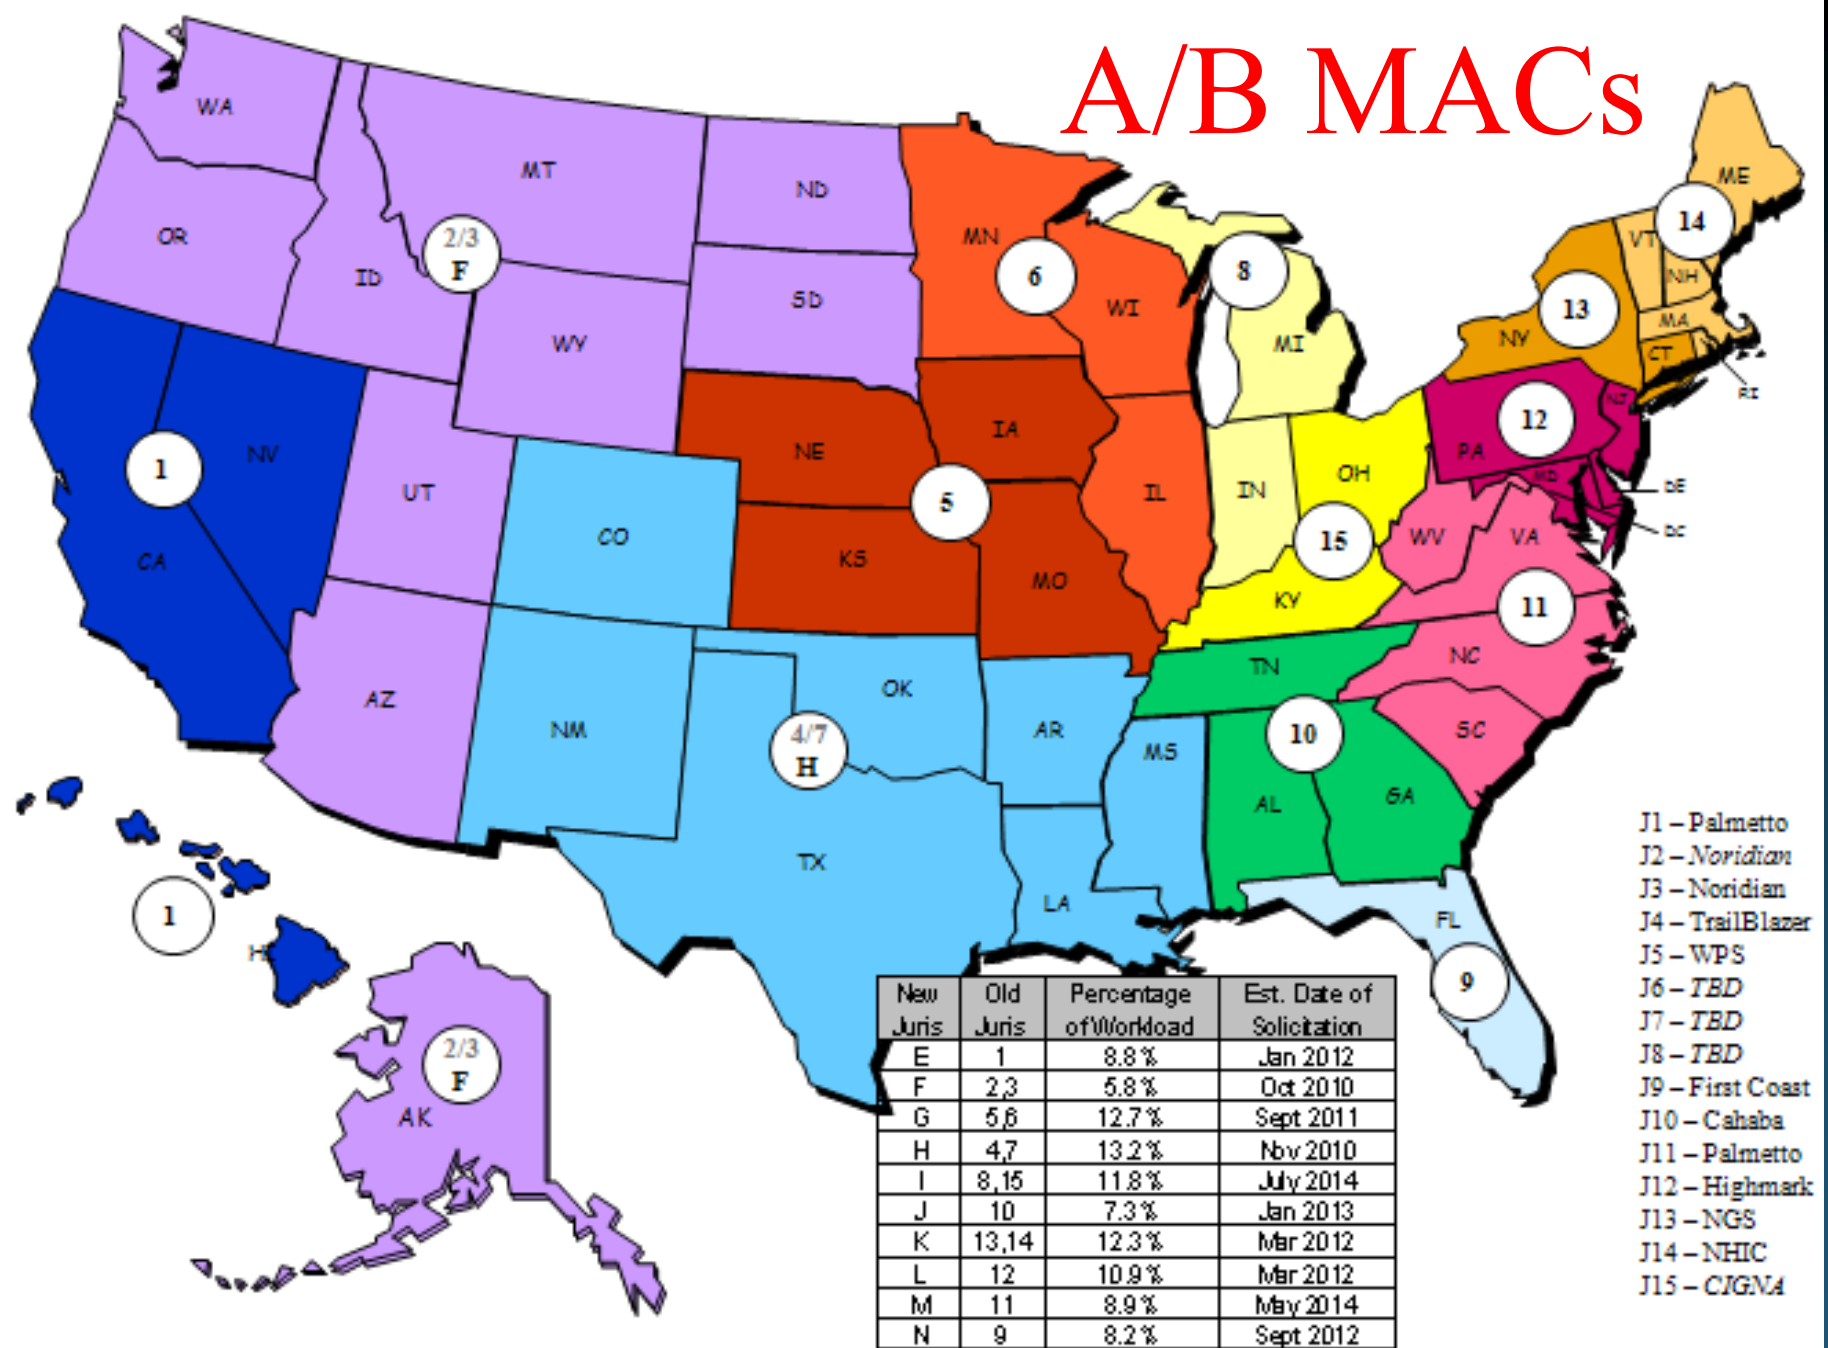 A/B MACs
WA
MT
ND
OR
ID
2/3
F
WY
SD
MN
6
WI
8
MI
ME
14
VT
NH
13
NY
MA
CT
RI
12
NJ
PA
MD
DE
DC
1
NV
CA
UT
CO
NE
IA
5
KS
MO
IL
IN
OH
15
KY
WV
VA
11
NC
SC
TN
10
AL
GA
AZ
NM
OK
4/7
H
AR
MS
TX
LA
FL
9
1
H
2/3
F
AK
J1 – Palmetto
J2 – Noridian
J3 – Noridian
J4 – TrailBlazer
J5 – WPS
J6 – TBD
J7 – TBD
J8 – TBD
J9 – First Coast
J10 – Cahaba
J11 – Palmetto
J12 – Highmark
J13 – NGS
J14 – NHIC
J15 – CIGNA
New Juris Old Juris Percentage of Workload Est. Date of Solicitation
E 1 8.8% Jan 2012
F 2,3 5.8% Oct 2010
G 5,6 12.7% Sept 2011
H 4,7 13.2% Nov 2010
I 8,15 11.8% July 2014
J 10 7.3% Jan 2013
K 13,14 12.3% Mar 2012
L 12 10.9% Mar 2012
M 11 8.9% May 2014
N 9 8.2% Sept 2012